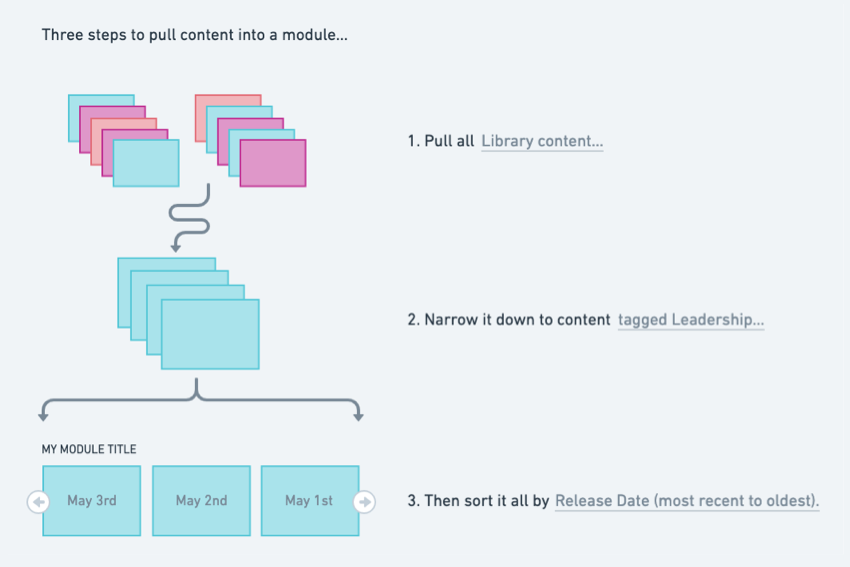 Three steps to pull content into a module...
1. Pull all Library content...
2. Narrow it down to content tagged Leadership...
MY MODULE TITLE
May 3rd May 2nd May 1st
3. Then sort it all by Release Date (most recent to oldest).